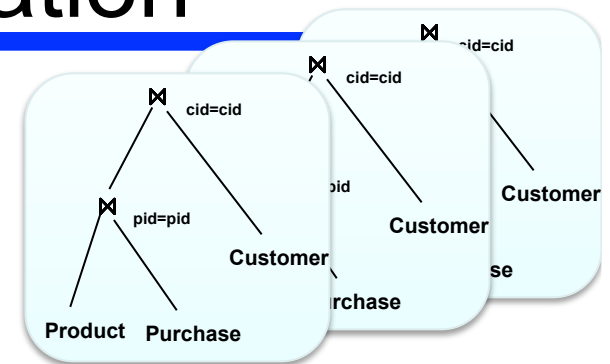 ation
⋈ cid=cid
⋈ pid=pid
Customer
Product Purchase
⋈ cid=cid
pid
Customer
rchase
⋈ cid=cid
Customer
se